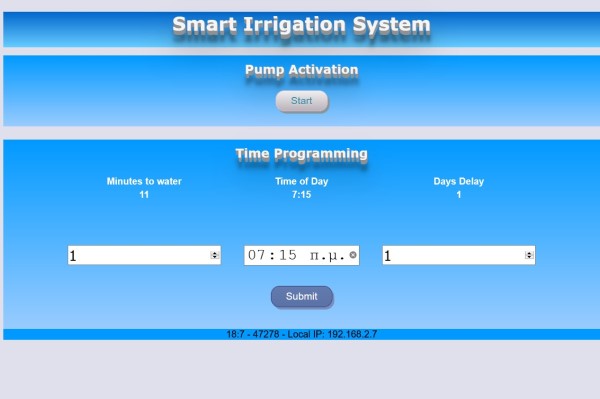 Smart Irrigation System
Pump Activation
Start
Time Programming
Minutes to water Time of Day Days Delay
11 7:15 1
1 07:15 π.μ. 1
Submit
18:7 - 47278 - Local IP: 192.168.2.7